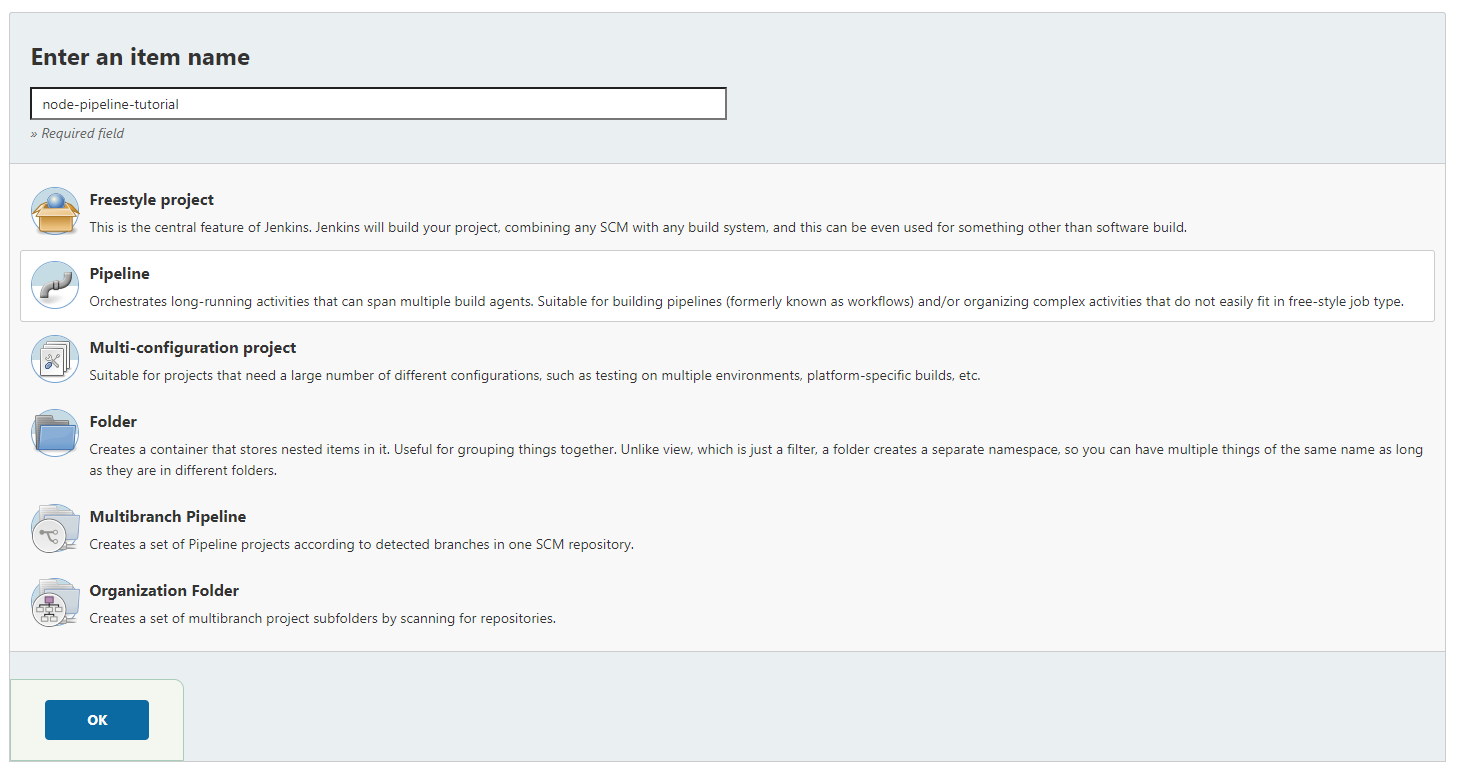 Enter an item name
node-pipeline-tutorial
» Required field
Freestyle project
This is the central feature of Jenkins. Jenkins will build your project, combining any SCM with any build system, and this can be even used for something other than software build.
Pipeline
Orchestrates long-running activities that can span multiple build agents. Suitable for building pipelines (formerly known as workflows) and/or organizing complex activities that do not easily fit in free-style job type.
Multi-configuration project
Suitable for projects that need a large number of different configurations, such as testing on multiple environments, platform-specific builds, etc.
Folder
Creates a container that stores nested items in it. Useful for grouping things together. Unlike view, which is just a filter, a folder creates a separate namespace, so you can have multiple things of the same name as long
as they are in different folders.
Multibranch Pipeline
Creates a set of Pipeline projects according to detected branches in one SCM repository.
Organization Folder
Creates a set of multibranch project subfolders by scanning for repositories.
OK